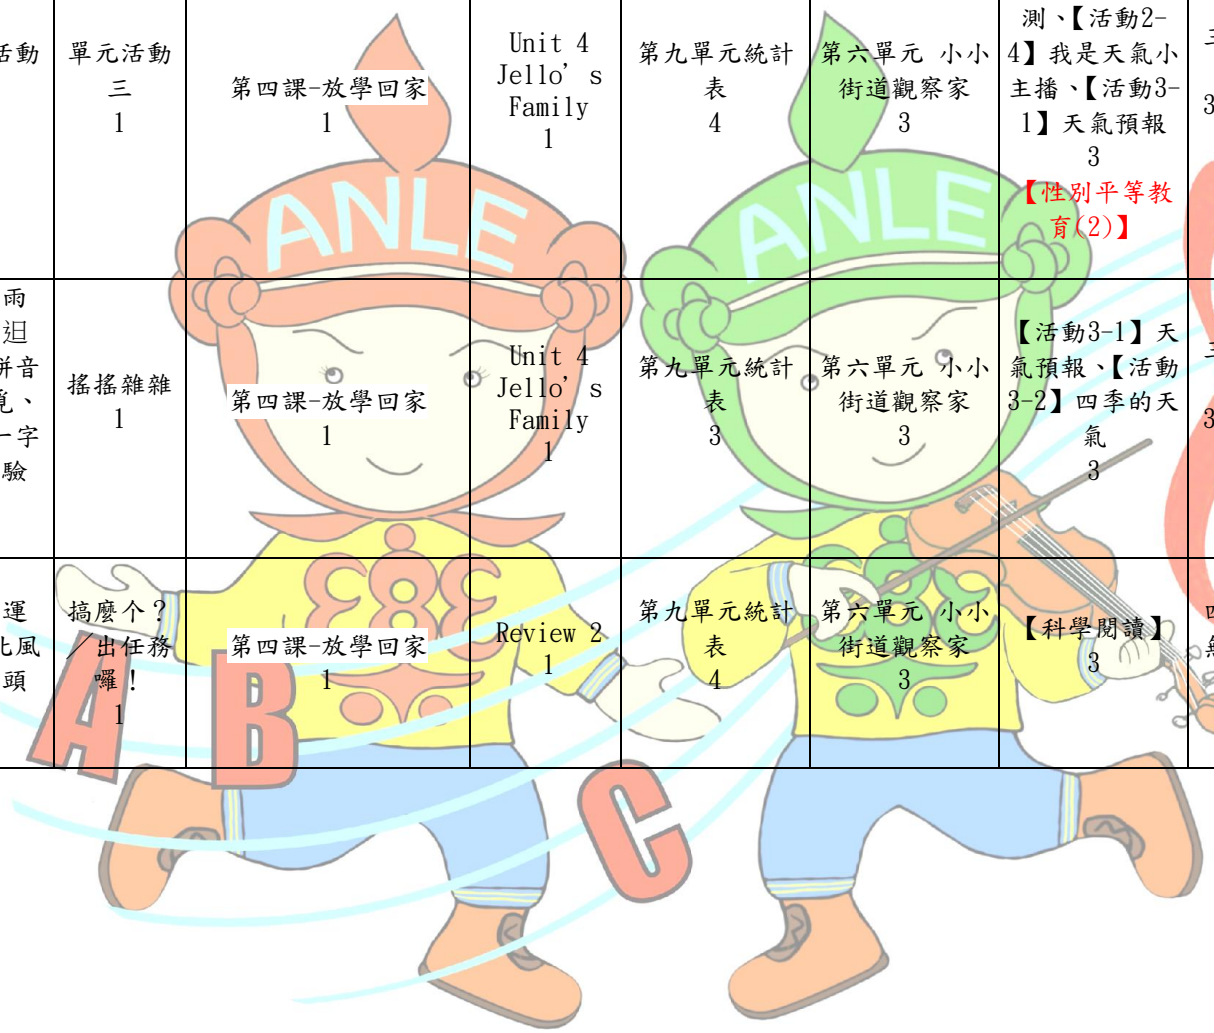 活動
單元活動
三
1
第四課-放學回家
1
Unit 4
Jello's
Family
1
第九單元統計
表
4
第六單元 小小
街道觀察家
3
測、【活動2-
4】我是天氣小
主播、【活動3-
1】天氣預報
3
【性別平等教
育(2)】
三
3
ANLE
ANLE
雨
迌
拼音
覓、
一字
驗
搖搖雜雜
1
第四課-放學回家
1
Unit 4
Jello's
Family
1
第九單元統計
表
3
第六單元 小小
街道觀察家
3
【活動3-1】天
氣預報、【活動
3-2】四季的天
氣
3
三
3
運
北風
頭
搞麼个？
／出任務
囉！
1
第四課-放學回家
1
Review 2
1
第九單元統計
表
4
第六單元 小小
街道觀察家
3
【科學閱讀】
3
A B C